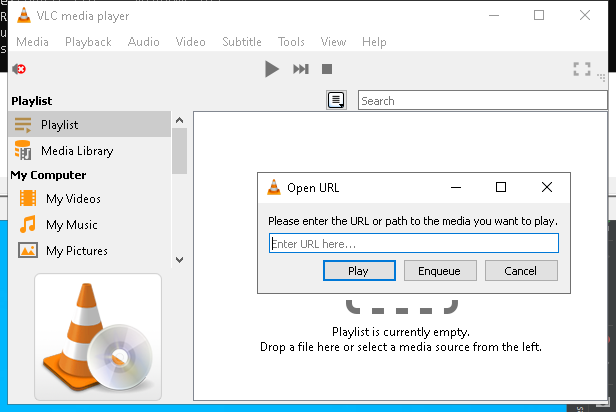 VLC media player
Media Playback Audio Video Subtitle Tools View Help
Playlist
Search
Playlist
Media Library
My Computer
My Videos
My Music
My Pictures
Open URL
Please enter the URL or path to the media you want to play.
Enter URL here...
Play Enqueue Cancel
Playlist is currently empty.
Drop a file here or select a media source from the left.